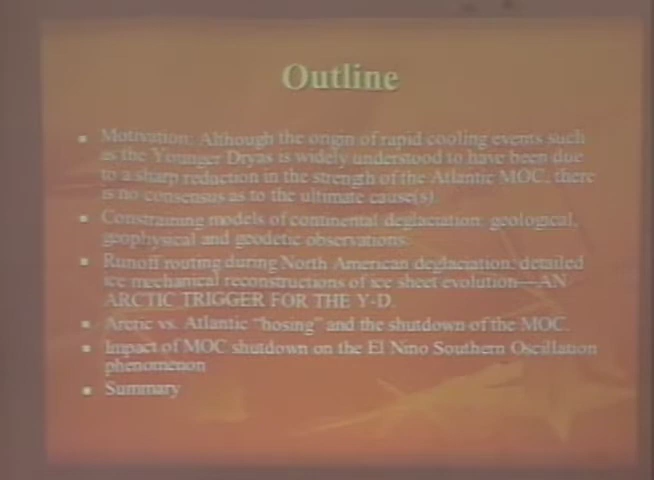 Outline
Motivation: Although the origin of rapid cooling events such
as the Younger Dryas is widely understood to have been due
to a sharp reduction in the strength of the Atlantic MOC, there
is no consensus as to the ultimate cause(s).
Constraining models of continental deglaciation: geological,
geophysical and geodetic observations.
Runoff routing during North American deglaciation: detailed
ice mechanical reconstructions of ice sheet evolution—AN
ARCTIC TRIGGER FOR THE Y-D.
Arctic vs. Atlantic “hosing” and the shutdown of the MOC.
Impact of MOC shutdown on the El Nino Southern Oscillation
phenomenon
Summary